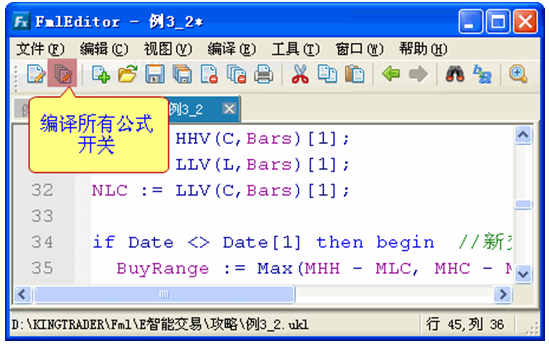 FmlEditor - 例3_2*
文件(F) 编辑(C) 视图(V) 编译(E) 工具(T) 窗口(W) 帮助(H)
例3_2
编译所有公式
开关
HHV(C,Bars)[1];
LLV(L,Bars)[1];
32 NLC := LLV(C,Bars)[1];
33
34 if Date <> Date[1] then begin //新
35 BuyRange := Max(MHH - MLC, MHC - M
D:\KINGTRADER\Fml\E智能交易\攻略\例3_2.ukl 行 45,列 36